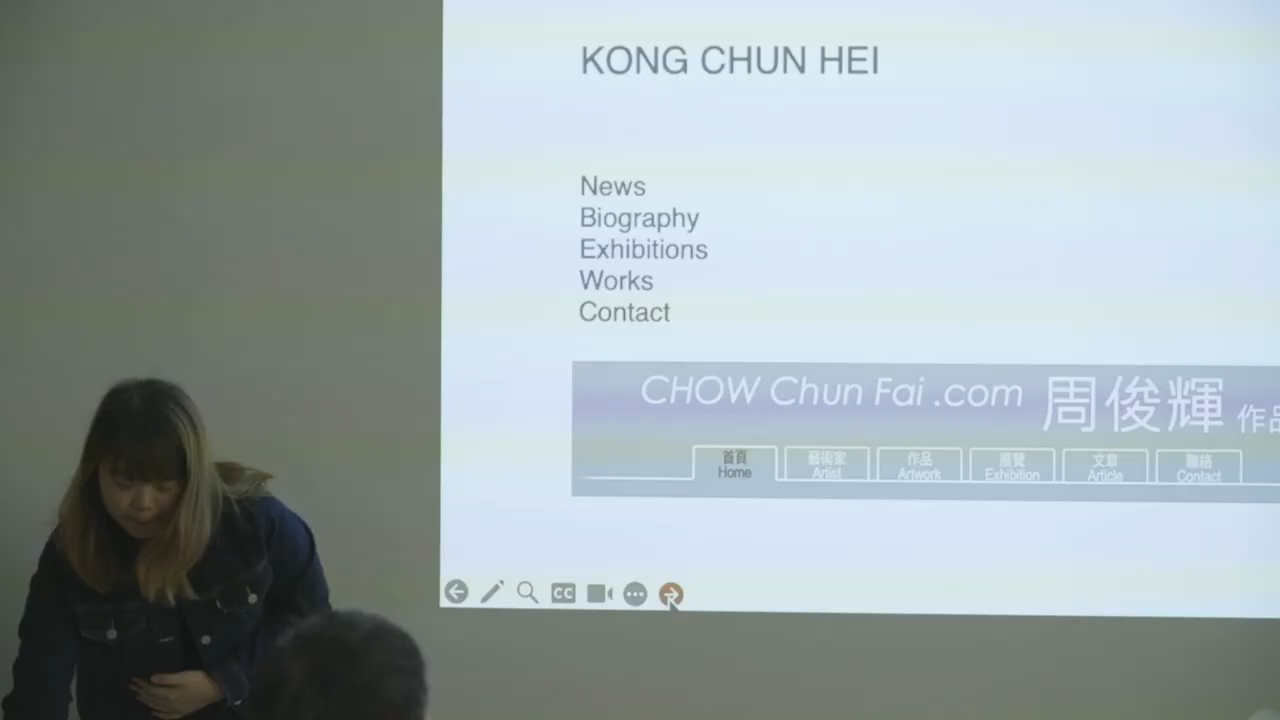 KONG CHUN HEI
News
Biography
Exhibitions
Works
Contact
CHOW Chun Fai .com 周俊輝 作品
首頁 藝術家 作品 展覽 文章 聯絡
Home Artist Artwork Exhibition Article Contact
CC